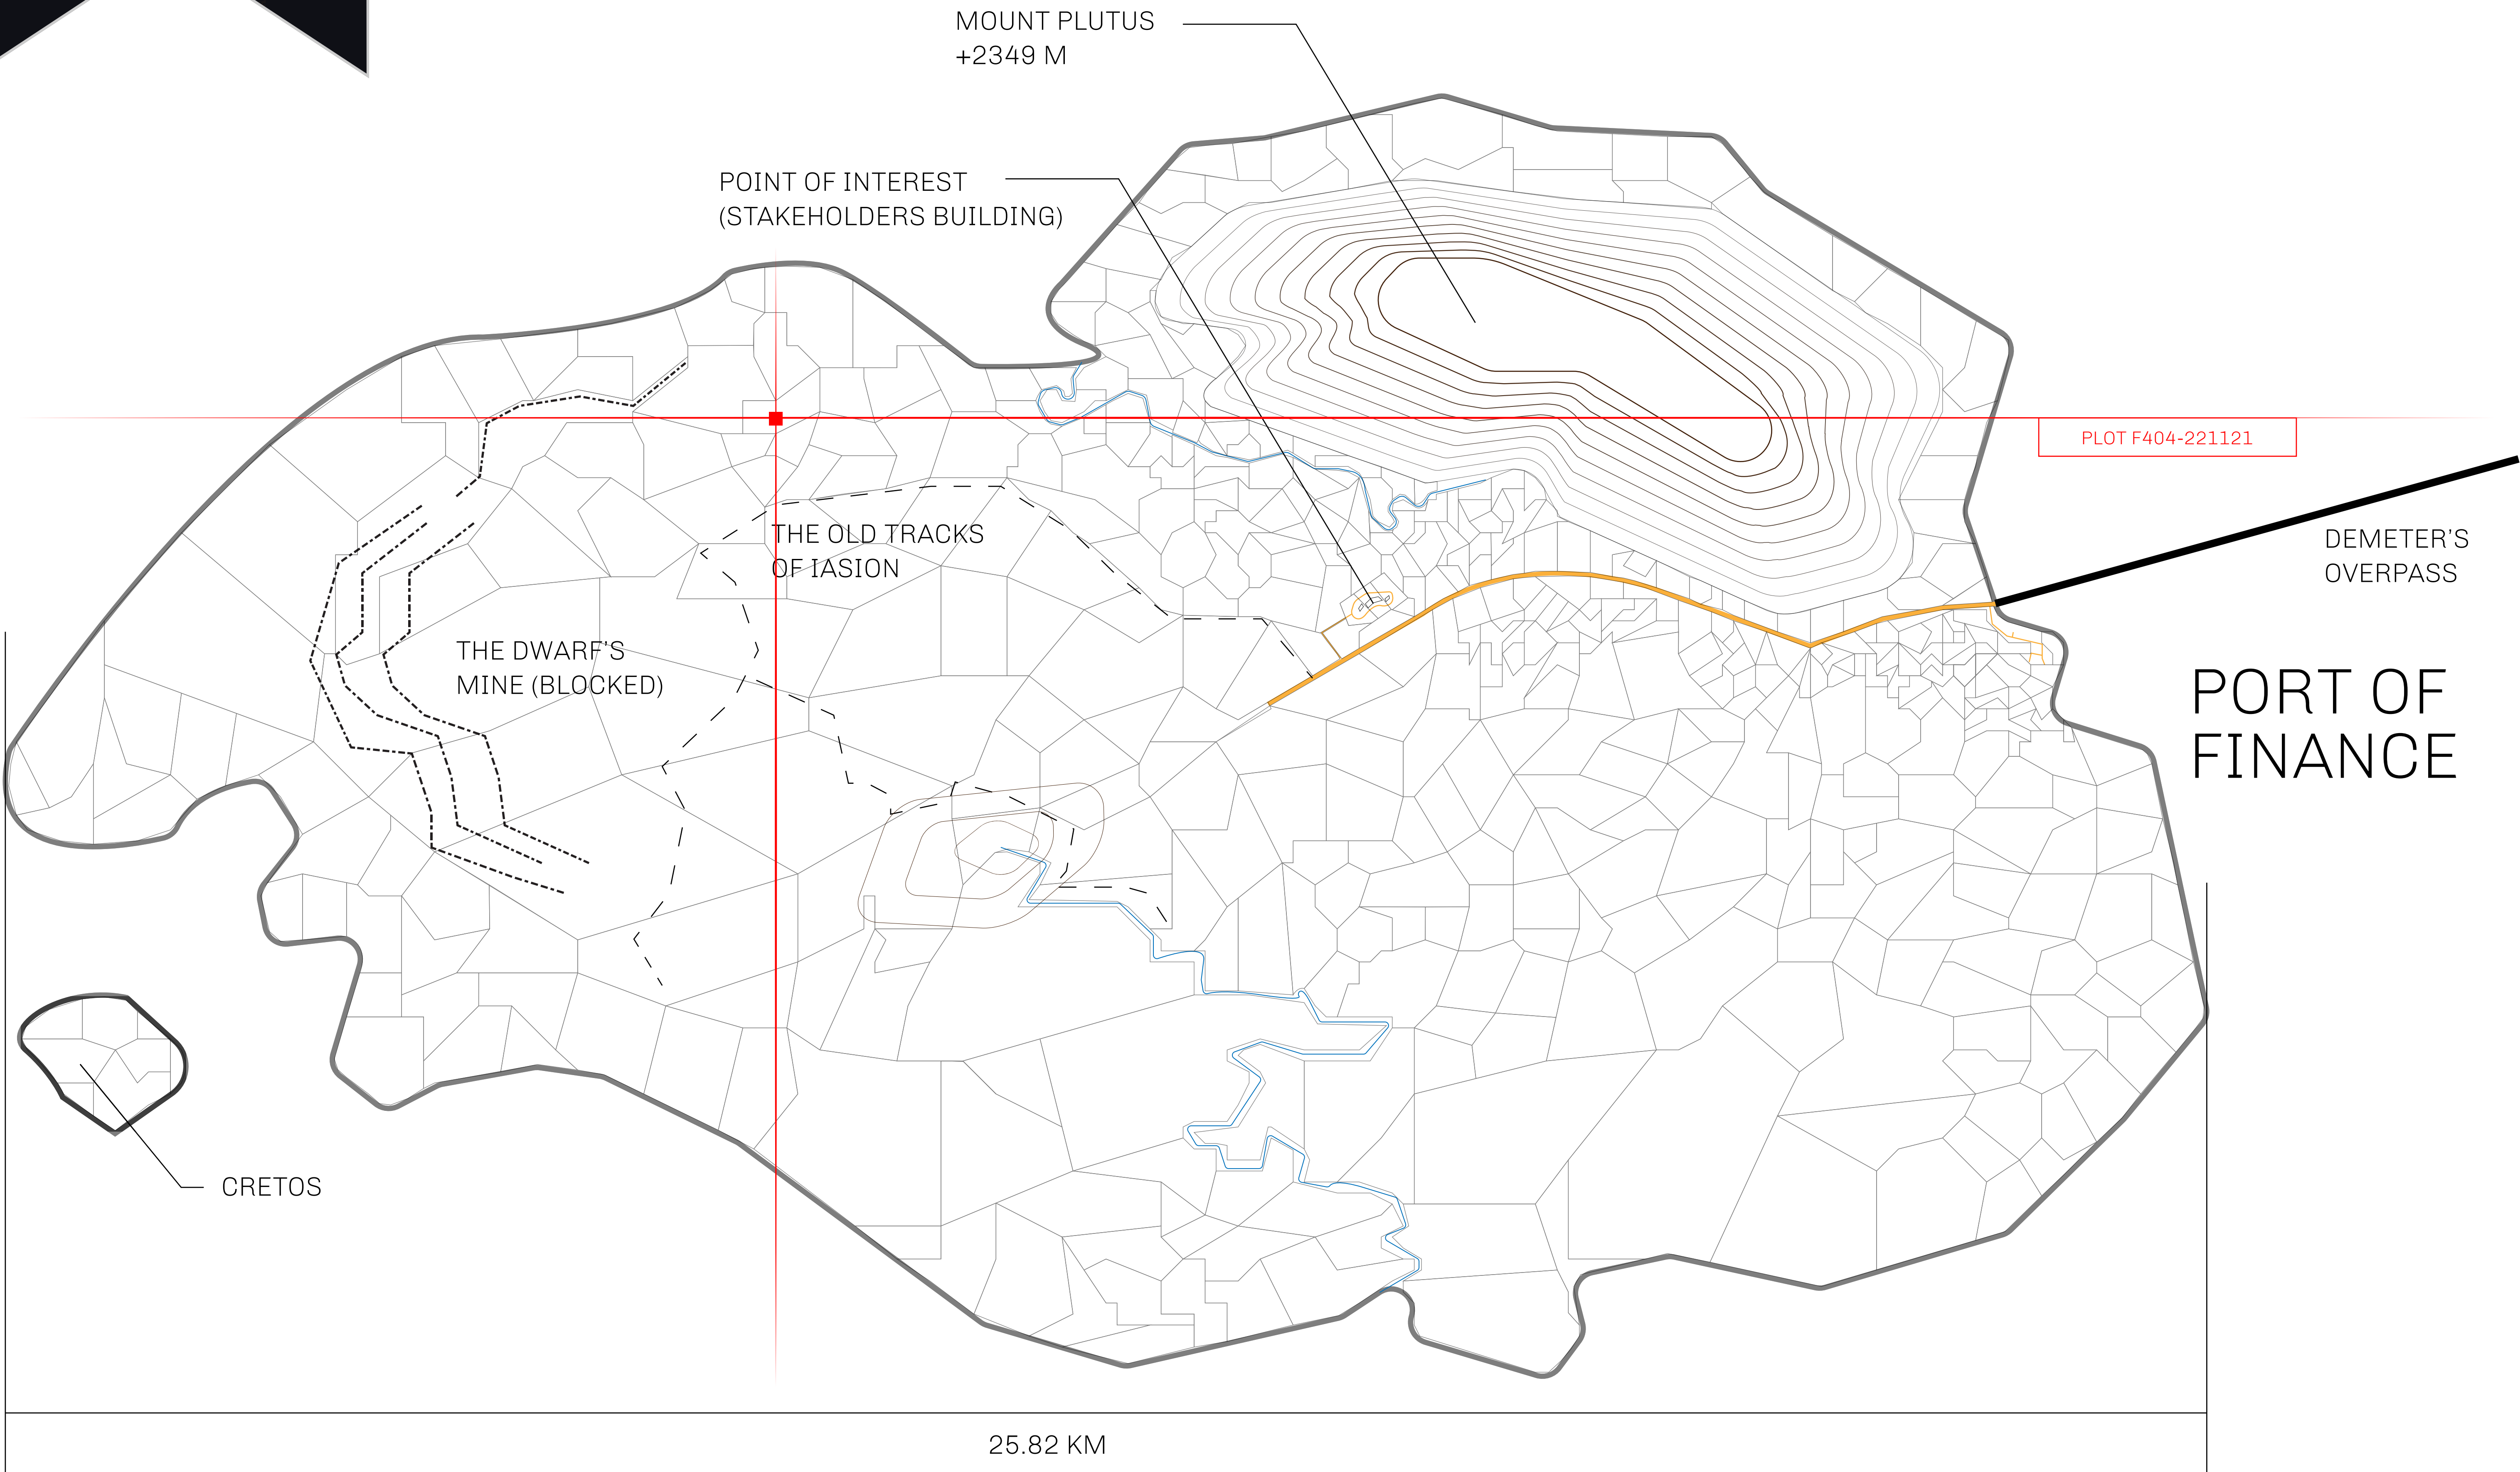 MOUNT PLUTUS
+2349 M
POINT OF INTEREST
(STAKEHOLDERS BUILDING)
PLOT F404-221121
THE OLD TRACKS
OF IASION
DEMETER'S
OVERPASS
THE DWARF'S
MINE (BLOCKED)
PORT OF
FINANCE
CRETOS
25.82 KM